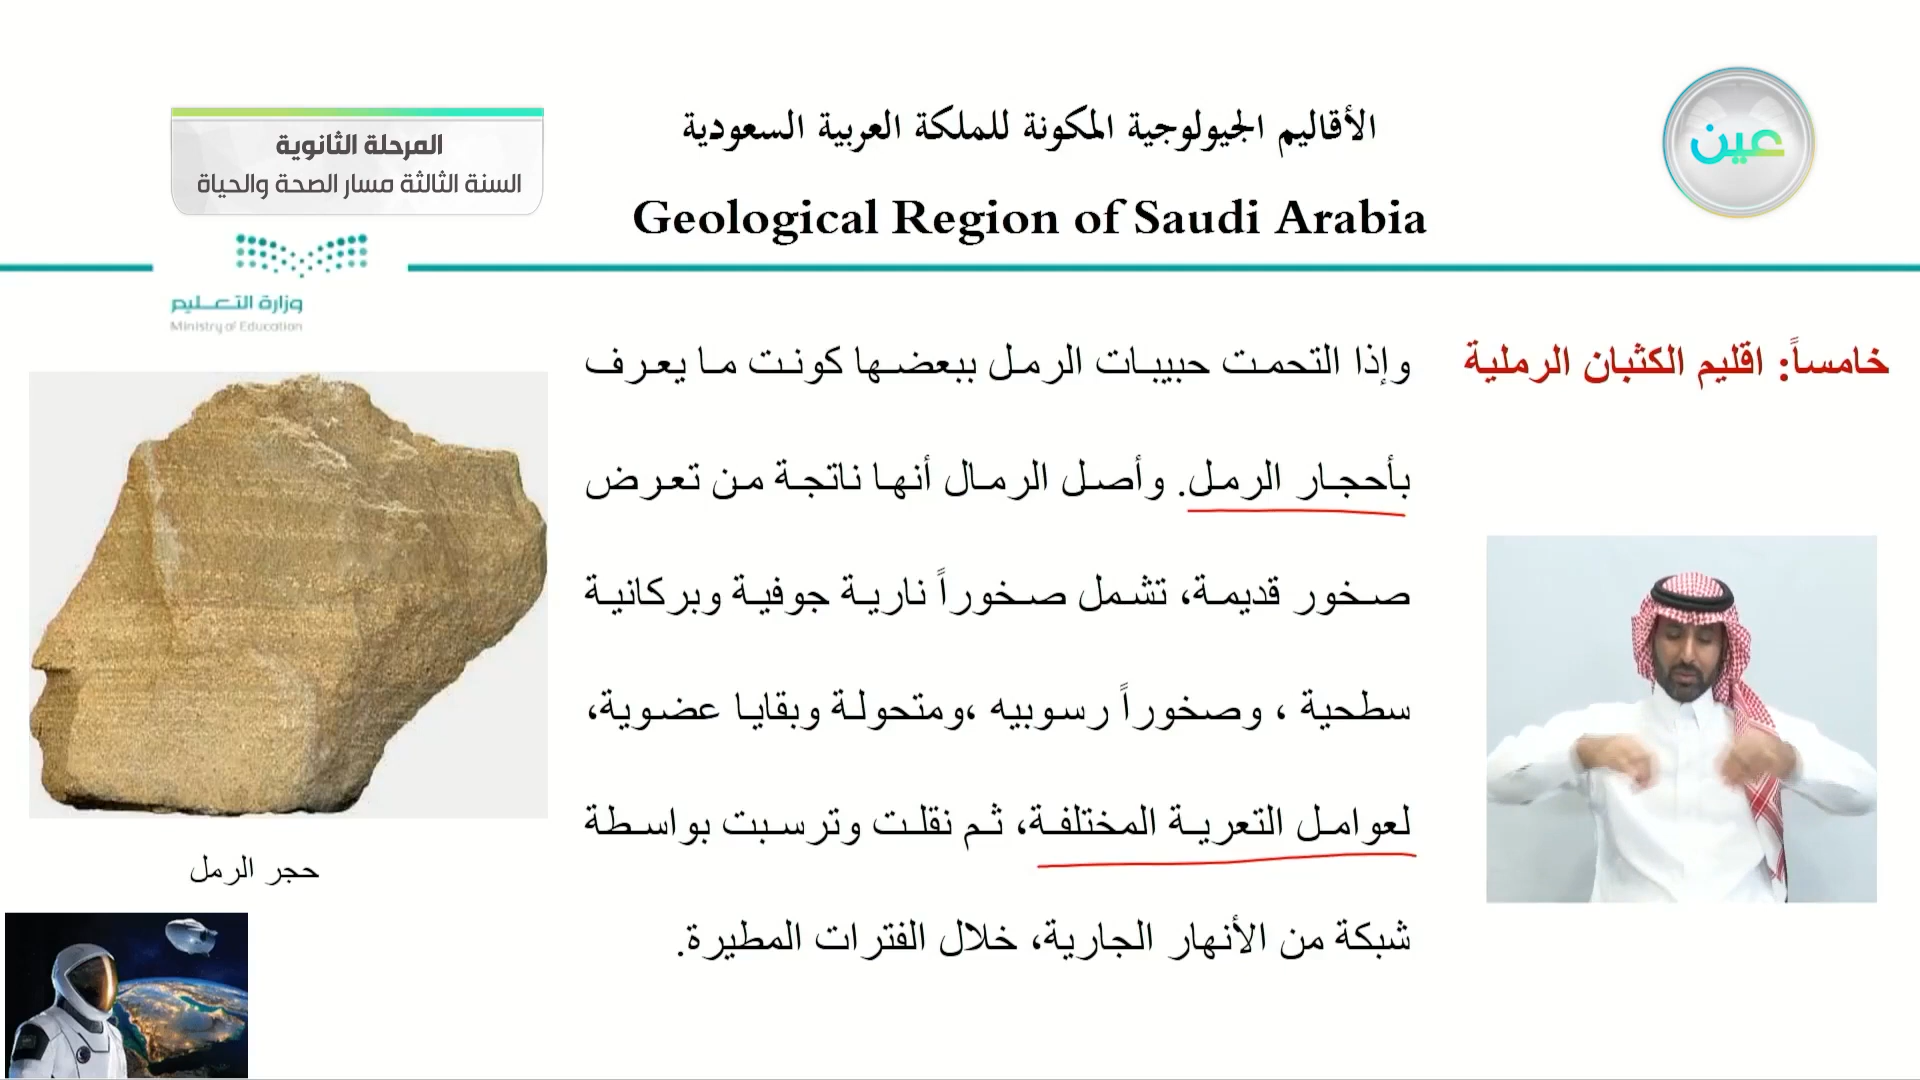 المرحلة الثانوية
السنة الثالثة مسار الصحة والحياة
الأقاليم الجيولوجية المكونة للملكة العربية السعودية
عين
Geological Region of Saudi Arabia
وزارة التعليم
Ministry of Education
خامساً: اقليم الكثبان الرملية
وإذا التحمت حبيبات الرمل ببعضها كونت ما يعرف
بأحجار الرمل. وأصل الرمال أنها ناتجة من تعرض
صخور قديمة، تشمل صخوراً نارية جوفية وبركانية
سطحية ، وصخوراً رسوبيه ،ومتحولة وبقايا عضوية،
لعوامل التعرية المختلفة، ثم نقلت وترسبت بواسطة
شبكة من الأنهار الجارية، خلال الفترات المطيرة.
حجر الرمل